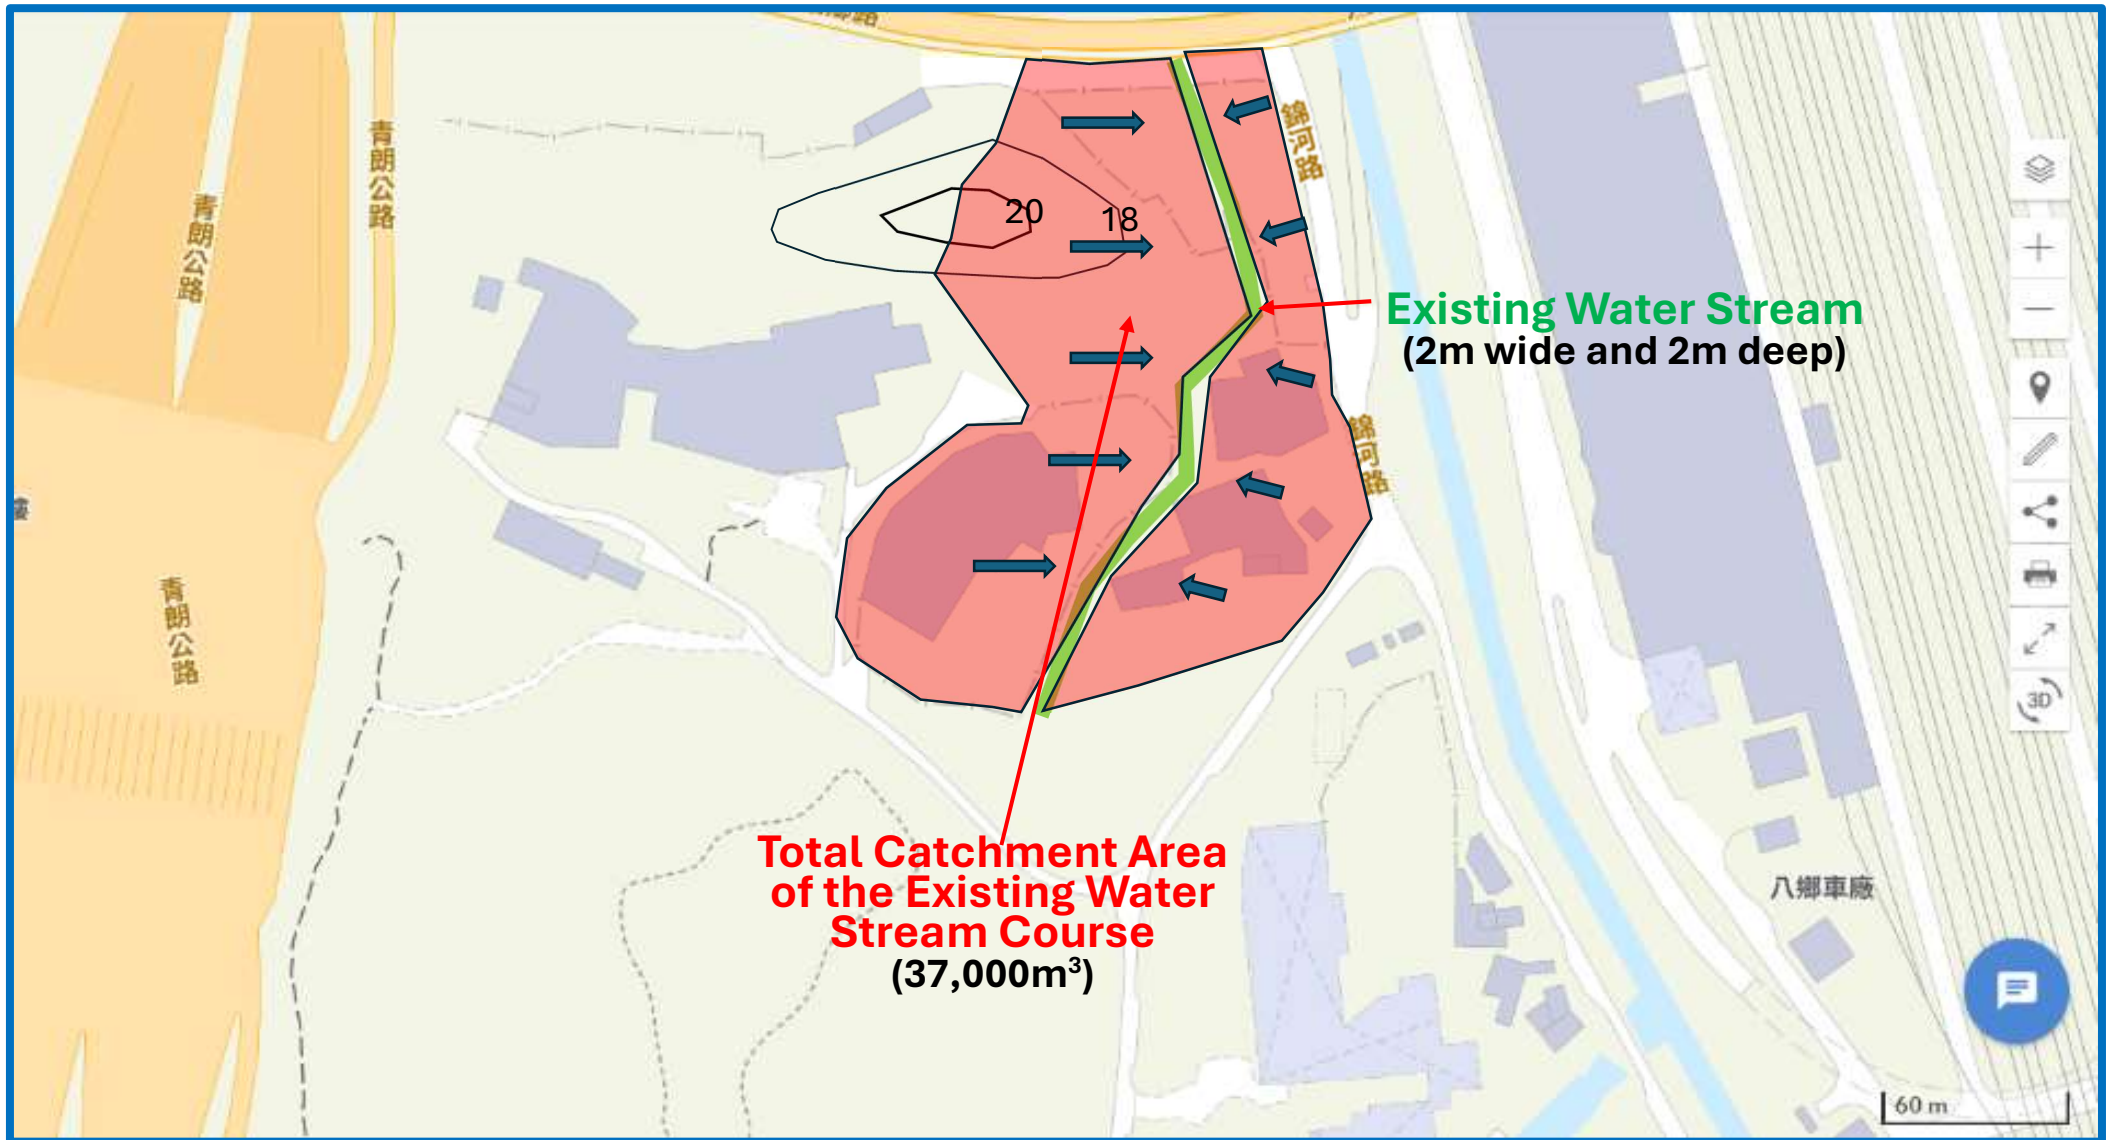 青朗公路
青朗公路
錦河路
20
18
Existing Water Stream
(2m wide and 2m deep)
錦河路
青朗公路
3D
Total Catchment Area
of the Existing Water
Stream Course
(37,000m³)
八鄉車廠
60 m